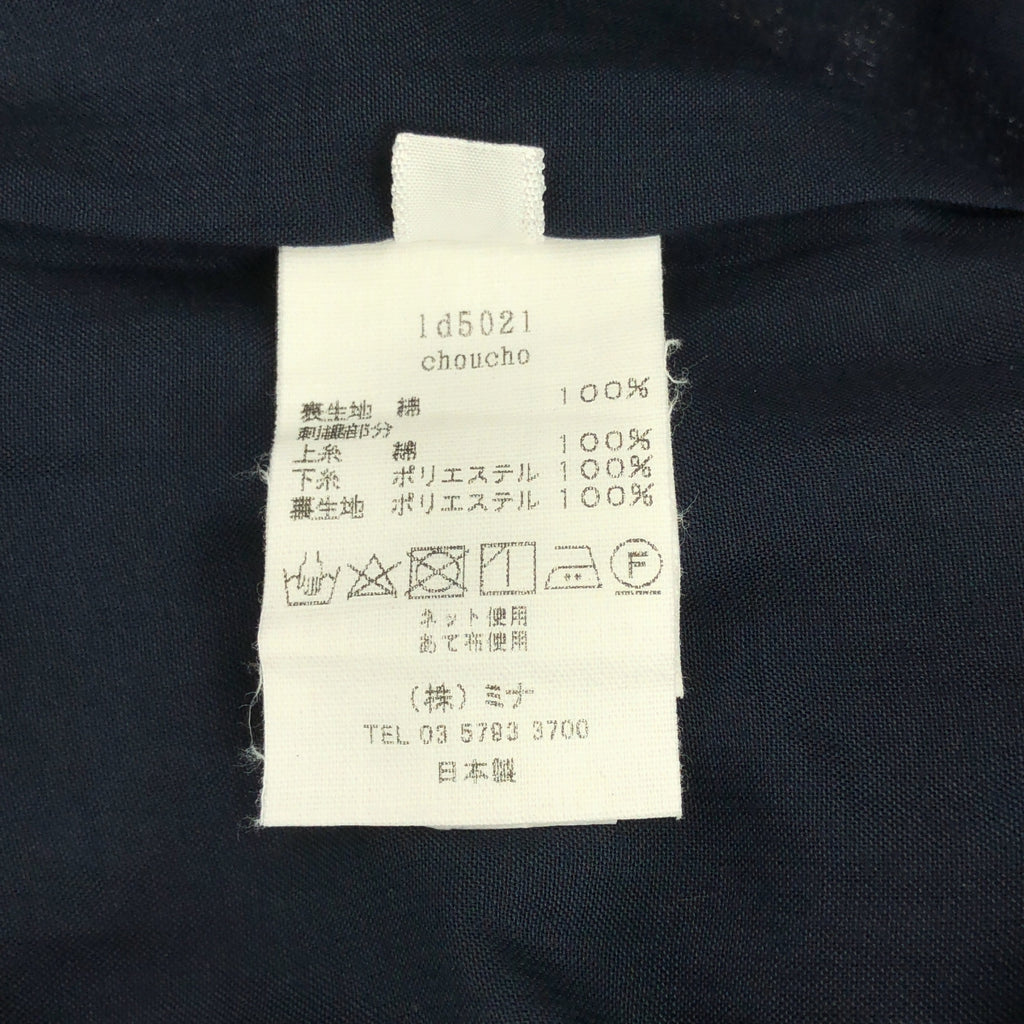 1d5021
choucho
表生地 綿 100%
刺繍部分
上糸 綿 100%
下糸 ポリエステル 100%
裏生地 ポリエステル 100%
F
ネット使用
あて布使用
(株)ミナ
TEL 03 5793 3700
日本製